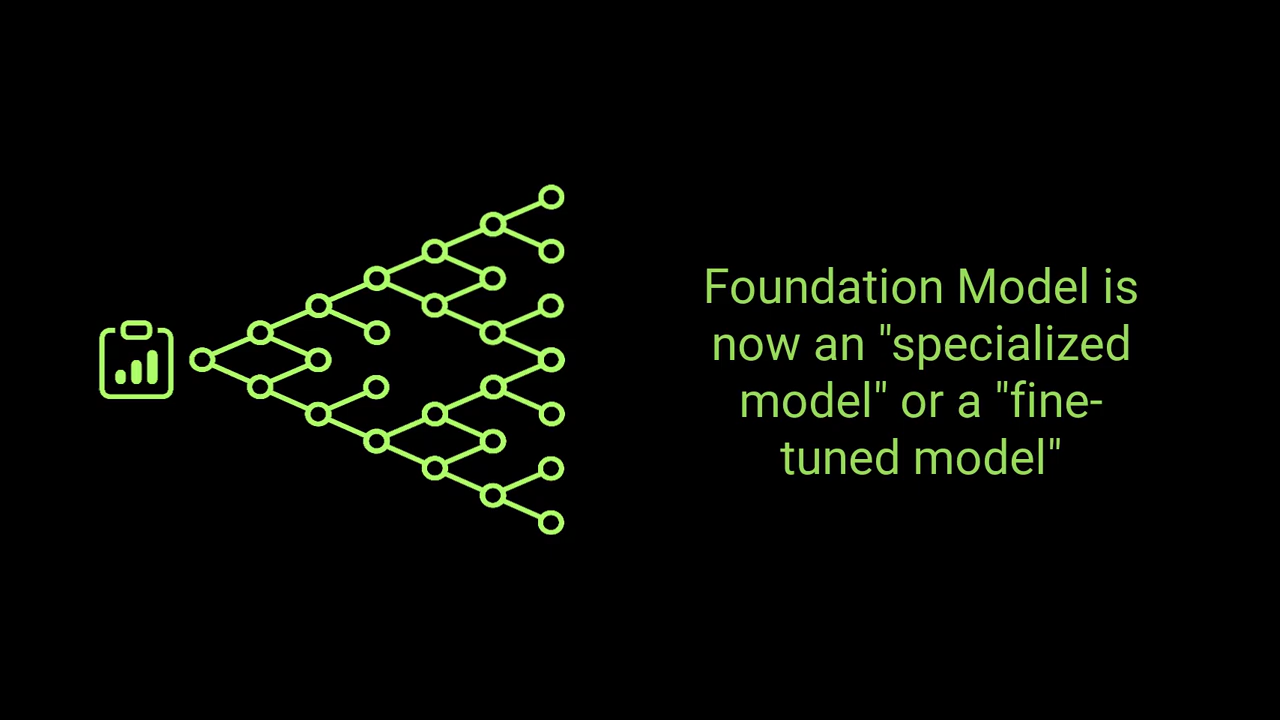 Foundation Model is
now an "specialized
model" or a "fine-
tuned model"